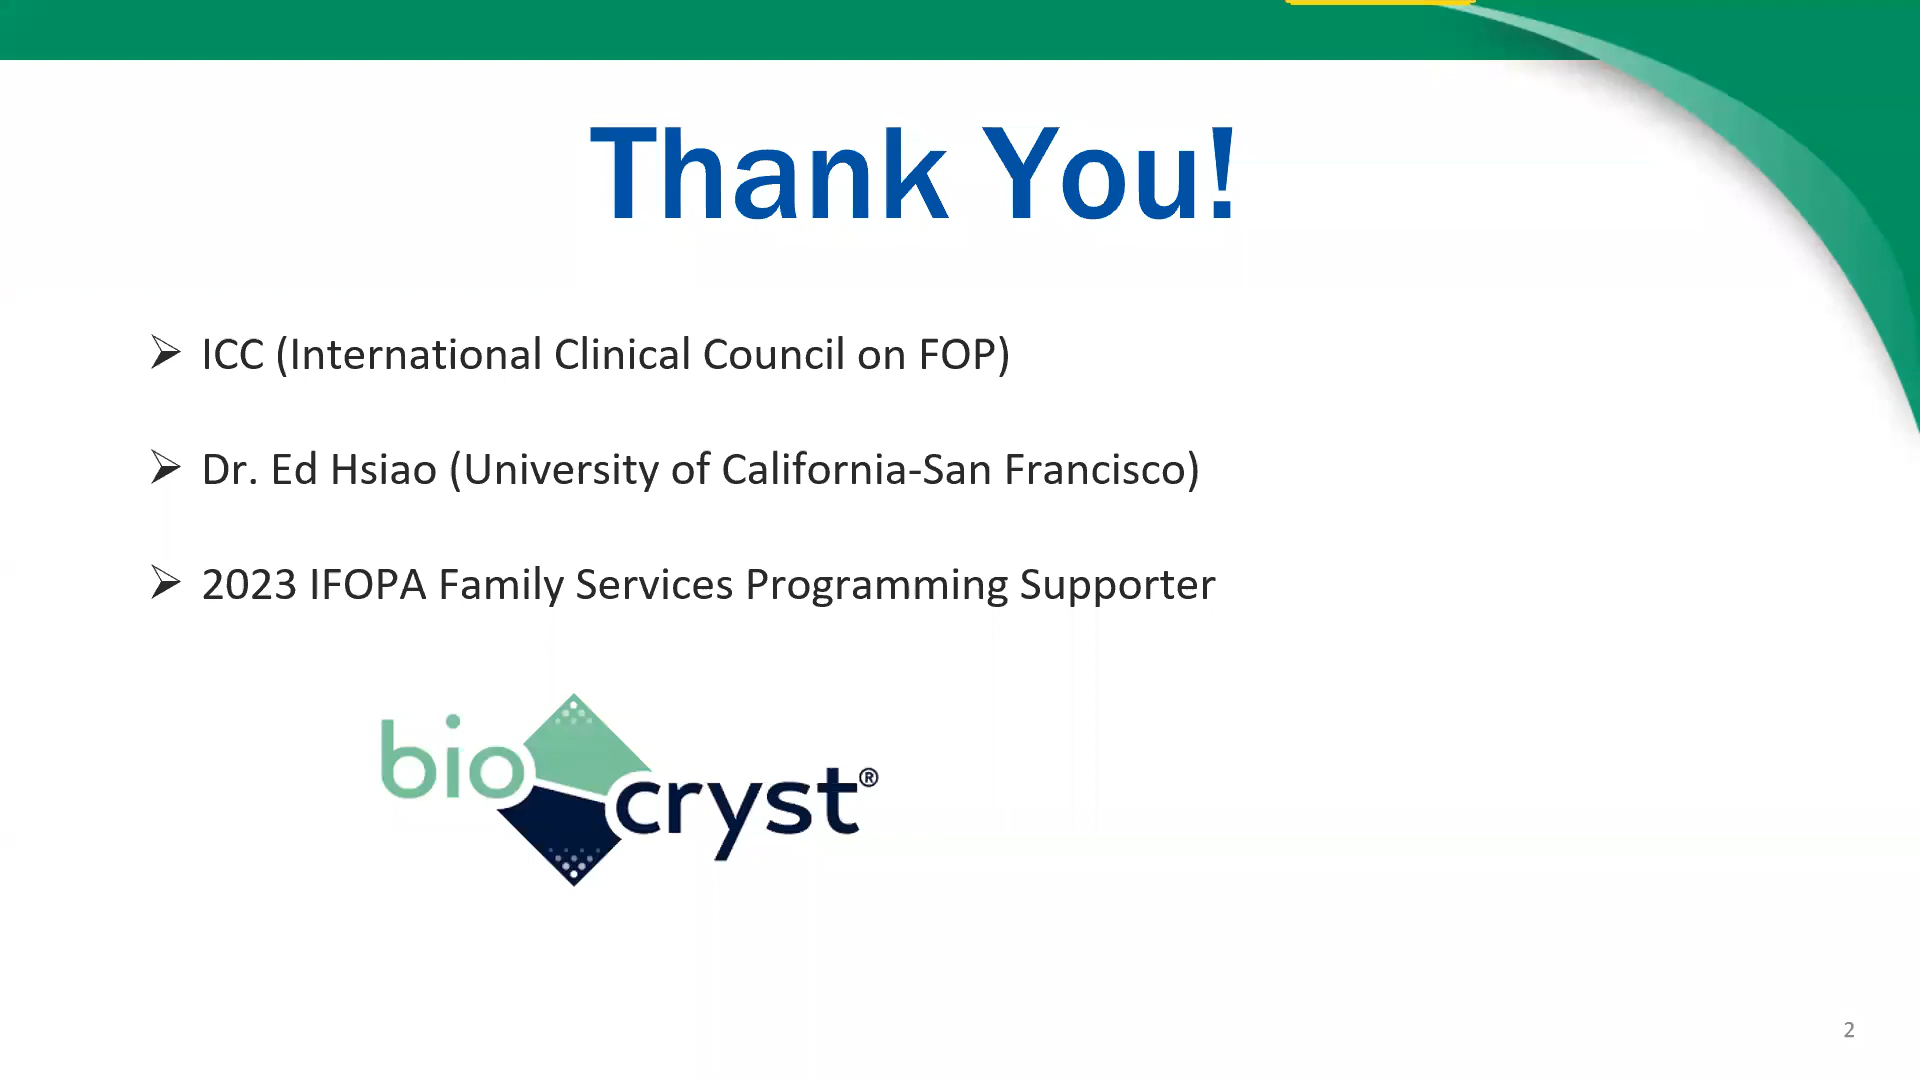 Thank You!
➢ ICC (International Clinical Council on FOP)
➢ Dr. Ed Hsiao (University of California-San Francisco)
➢ 2023 IFOPA Family Services Programming Supporter
biocryst®
2